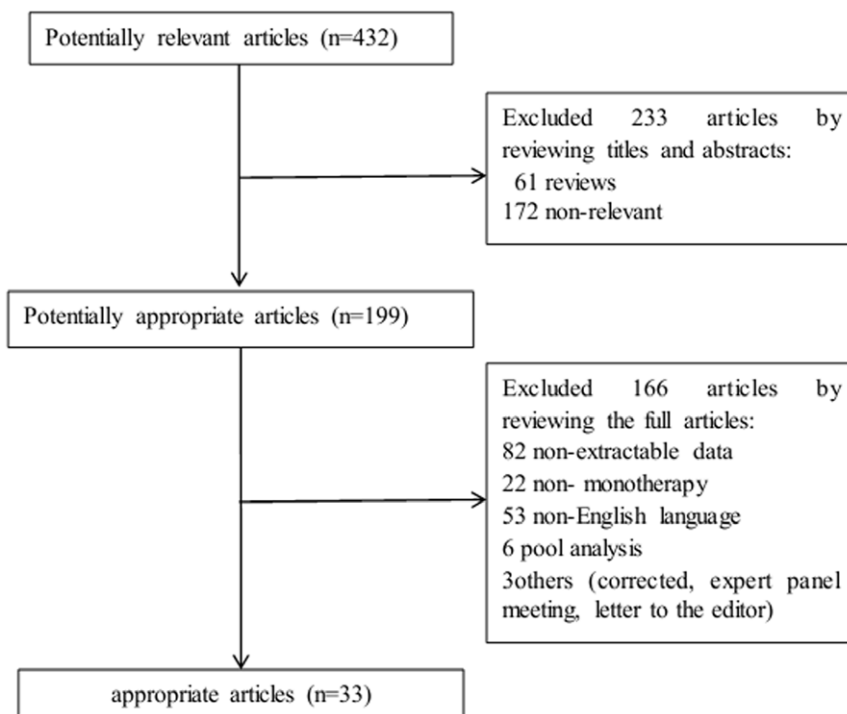 Potentially relevant articles (n=432)
Excluded 233 articles by
reviewing titles and abstracts:
61 reviews
172 non-relevant
Potentially appropriate articles (n=199)
Excluded 166 articles by
reviewing the full articles:
82 non-extractable data
22 non- monotherapy
53 non-English language
6 pool analysis
3others (corrected, expert panel
meeting, letter to the editor)
appropriate articles (n=33)